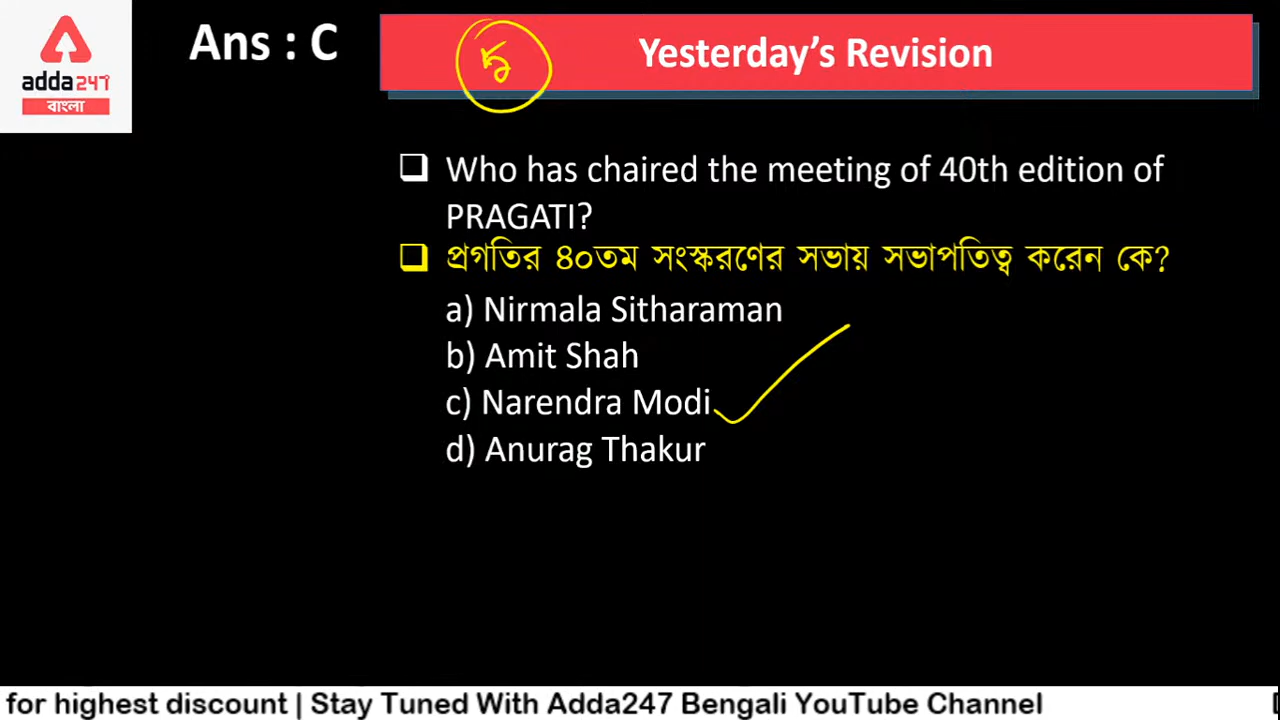 Ans : C
Yesterday's Revision
adda247
বাংলা
Who has chaired the meeting of 40th edition of
PRAGATI?
প্রগতির ৪০তম সংস্করণের সভায় সভাপতিত্ব করেন কে?
a) Nirmala Sitharaman
b) Amit Shah
c) Narendra Modi
d) Anurag Thakur
for highest discount | Stay Tuned With Adda247 Bengali YouTube Channel